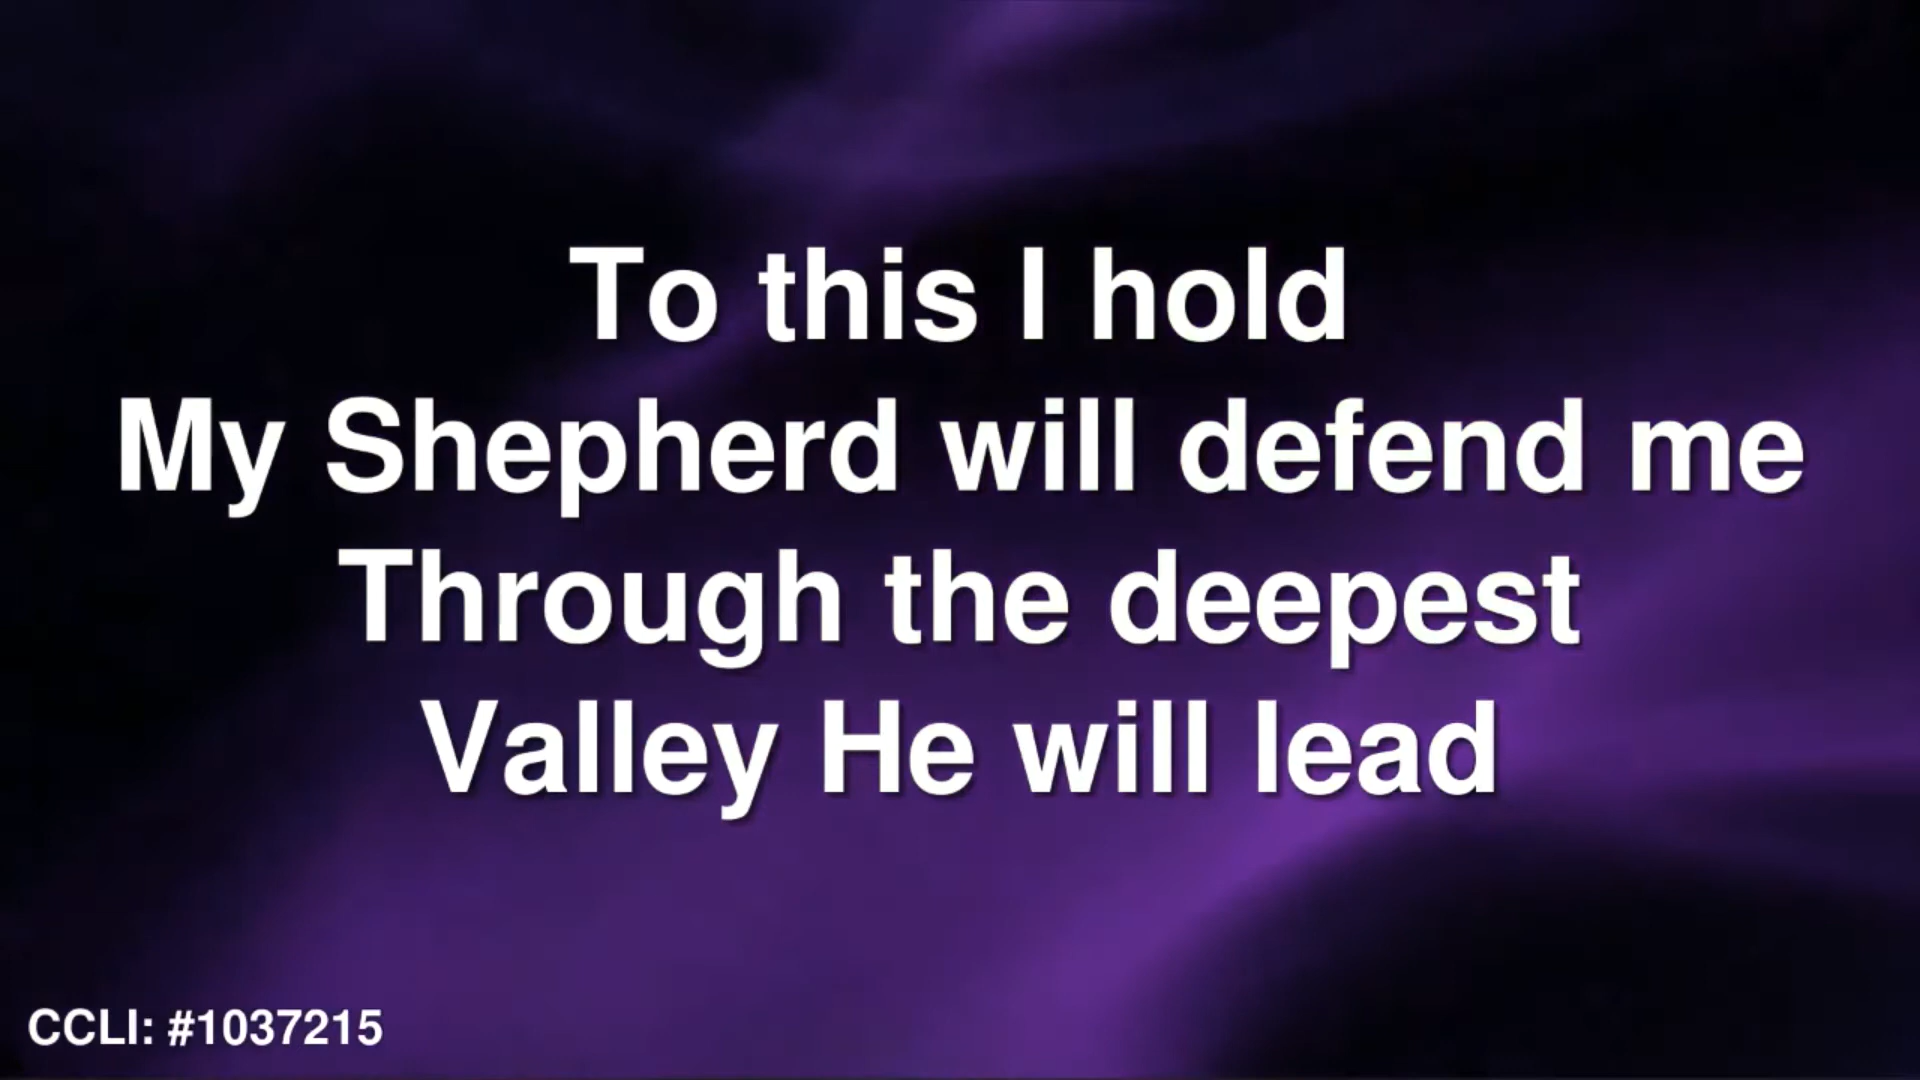 To this I hold
My Shepherd will defend me
Through the deepest
Valley He will lead
CCLI: #1037215